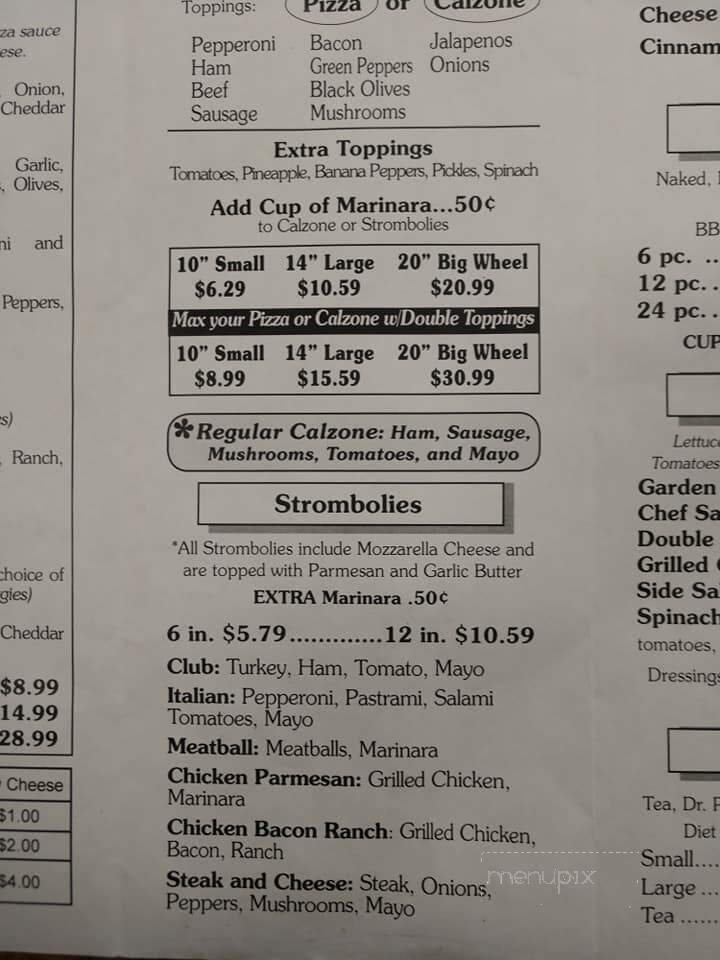 za sauce
ese.
Onion,
Cheddar
Garlic,
Olives,
and
Peppers,
Ranch,
choice of
gies)
Cheddar
$8.99
14.99
28.99
Cheese
$1.00
$2.00
$4.00
Toppings: Pizza or Calzone
Pepperoni Bacon Jalapenos
Ham Green Peppers Onions
Beef Black Olives
Sausage Mushrooms
Extra Toppings
Tomatoes, Pineapple, Banana Peppers, Pickles, Spinach
Add Cup of Marinara...50¢
to Calzone or Strombolies
10” Small 14” Large 20” Big Wheel
$6.29 $10.59 $20.99
Max your Pizza or Calzone w/Double Toppings
10” Small 14” Large 20” Big Wheel
$8.99 $15.59 $30.99
*Regular Calzone: Ham, Sausage,
Mushrooms, Tomatoes, and Mayo
Strombolies
*All Strombolies include Mozzarella Cheese and
are topped with Parmesan and Garlic Butter
EXTRA Marinara .50¢
6 in. $5.79.............12 in. $10.59
Club: Turkey, Ham, Tomato, Mayo
Italian: Pepperoni, Pastrami, Salami
Tomatoes, Mayo
Meatball: Meatballs, Marinara
Chicken Parmesan: Grilled Chicken,
Marinara
Chicken Bacon Ranch: Grilled Chicken,
Bacon, Ranch
Steak and Cheese: Steak, Onions,
Peppers, Mushrooms, Mayo
menupix
Cheese
Cinnam
Naked,
BB
6 pc. ..
12 pc. .
24 pc. .
CUP
Lettuc
Tomatoes
Garden
Chef Sa
Double
Grilled
Side Sa
Spinach
tomatoes,
Dressings
Tea, Dr. P
Diet
Small....
Large ...
Tea ......